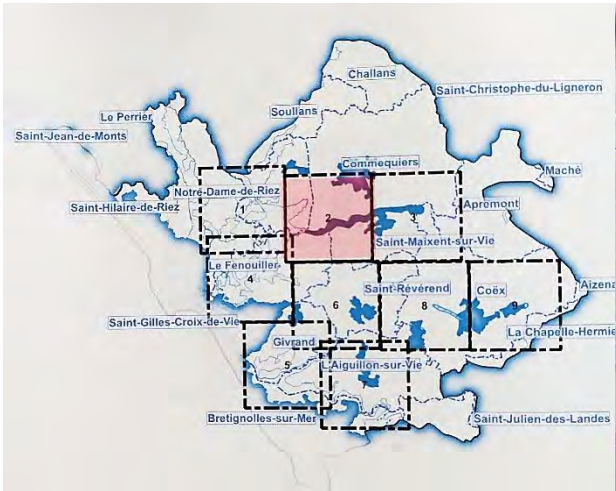 Challans
Saint-Christophe-du-Ligneron
Soullans
Le Perrier
Saint-Jean-de-Monts
Commequiers
Maché
Notre-Dame-de-Riez
Apremont
Saint-Hilaire-de-Riez
1
2
3
Saint-Maixent-sur-Vie
Le Fenouiller
4
Saint-Révérend
Coëx
Aizena
6
8
9
Saint-Gilles-Croix-de-Vie
La Chapelle-Hermie
Givrand
5
L'Aiguillon-sur-Vie
Bretignolles-sur-Mer
Saint-Julien-des-Landes